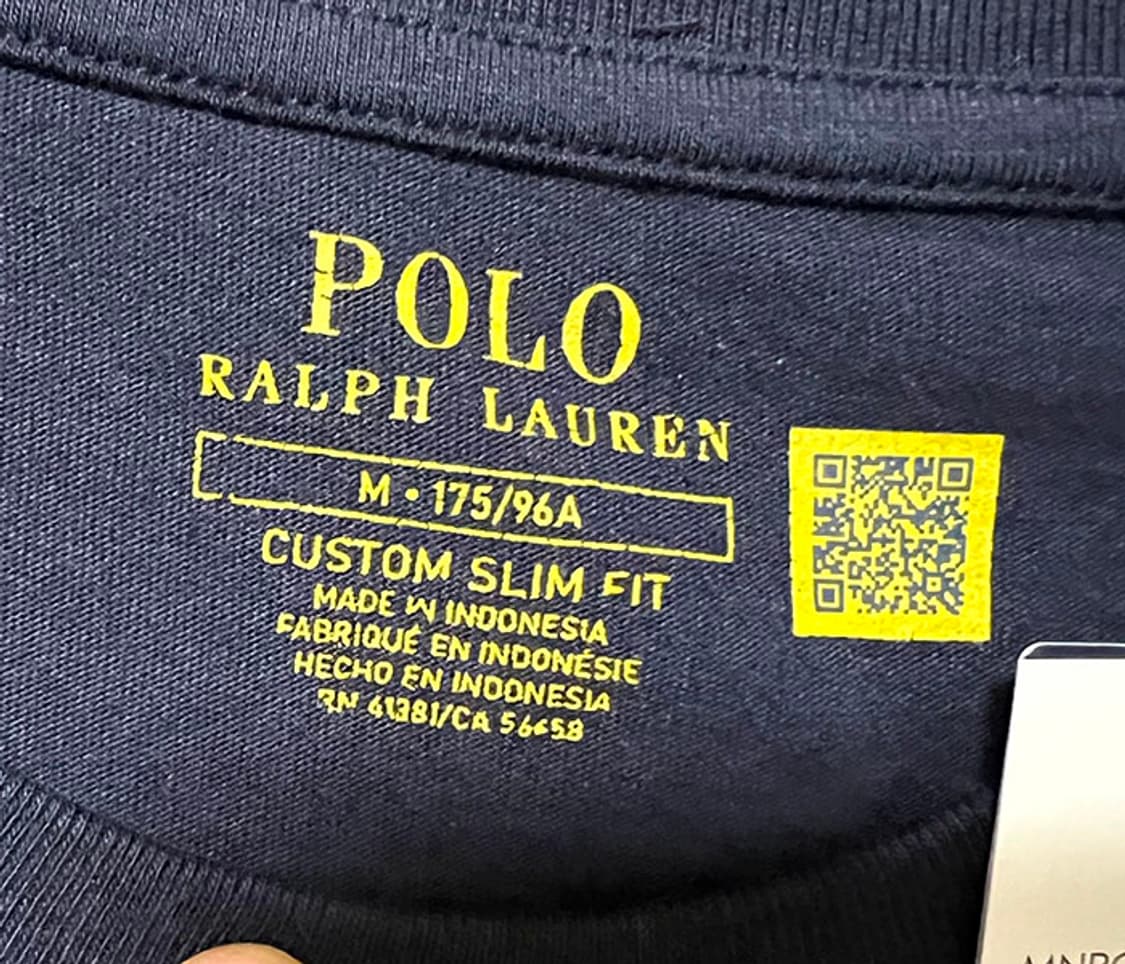 POLO
RALPH LAUREN
M • 175/96A
CUSTOM SLIM FIT
MADE IN INDONESIA
FABRIQUÉ EN INDONÉSIE
HECHO EN INDONESIA
RN 41381/CA 56458